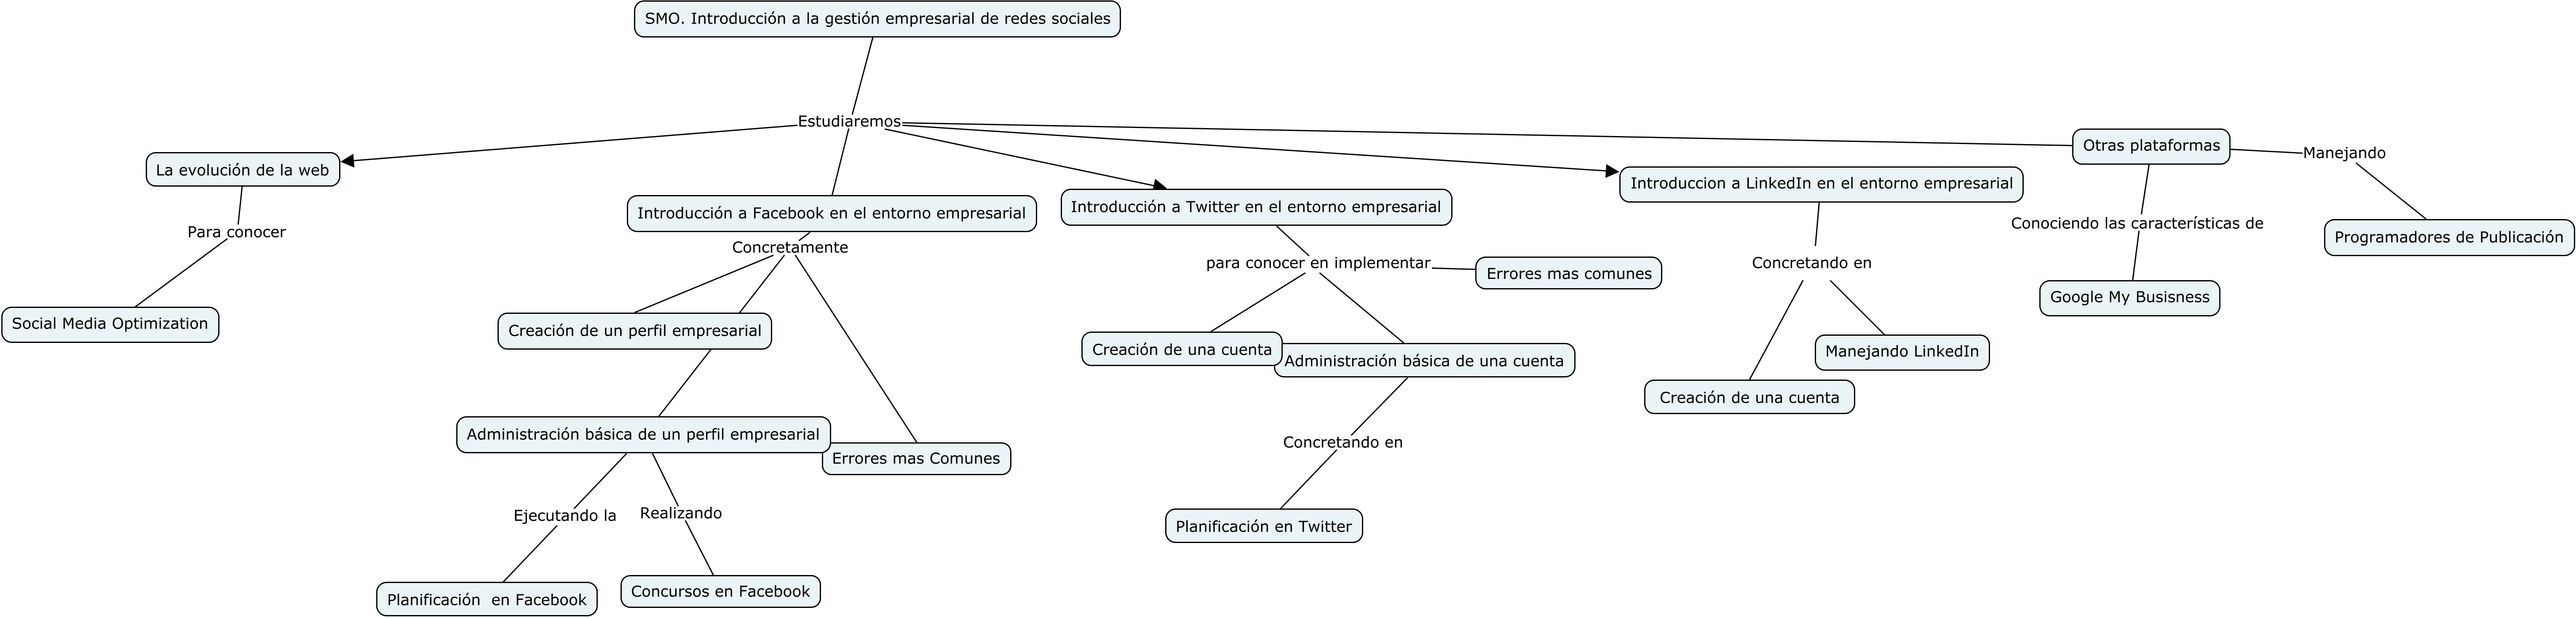 SMO. Introducción a la gestión empresarial de redes sociales
Estudiaremos
La evolución de la web
Para conocer
Social Media Optimization
Introducción a Facebook en el entorno empresarial
Concretamente
Creación de un perfil empresarial
Administración básica de un perfil empresarial
Errores mas Comunes
Ejecutando la
Realizando
Planificación en Facebook
Concursos en Facebook
Introducción a Twitter en el entorno empresarial
para conocer en implementar
Errores mas comunes
Creación de una cuenta
Administración básica de una cuenta
Concretando en
Planificación en Twitter
Introduccion a LinkedIn en el entorno empresarial
Concretando en
Manejando LinkedIn
Creación de una cuenta
Otras plataformas
Manejando
Conociendo las características de
Programadores de Publicación
Google My Busisness